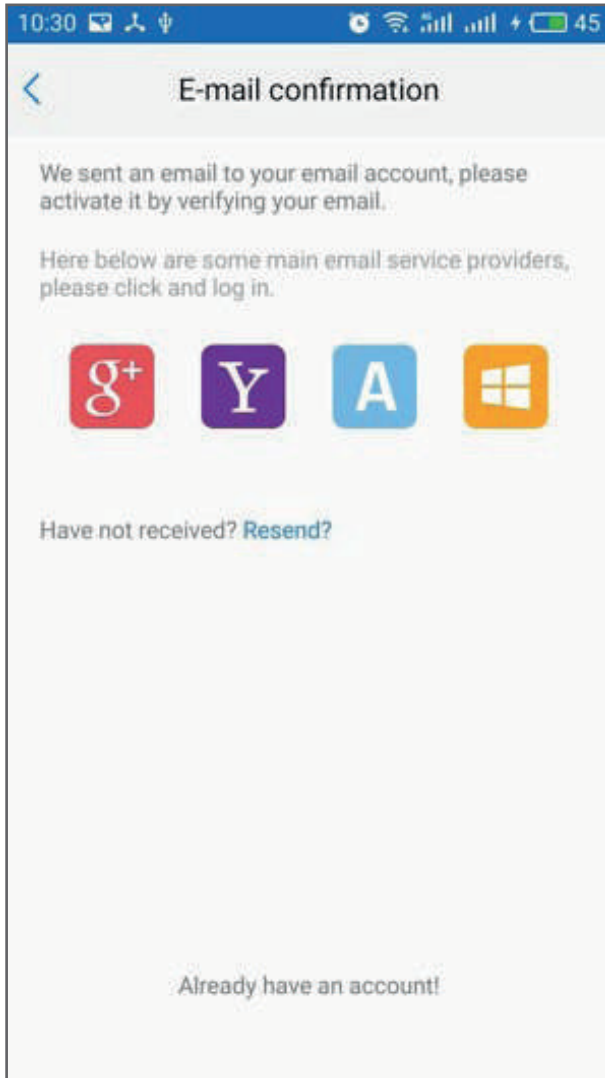 10:30
45
E-mail confirmation
We sent an email to your email account, please
activate it by verifying your email.
Here below are some main email service providers,
please click and log in.
g+ Y A
Have not received? Resend?
Already have an account!